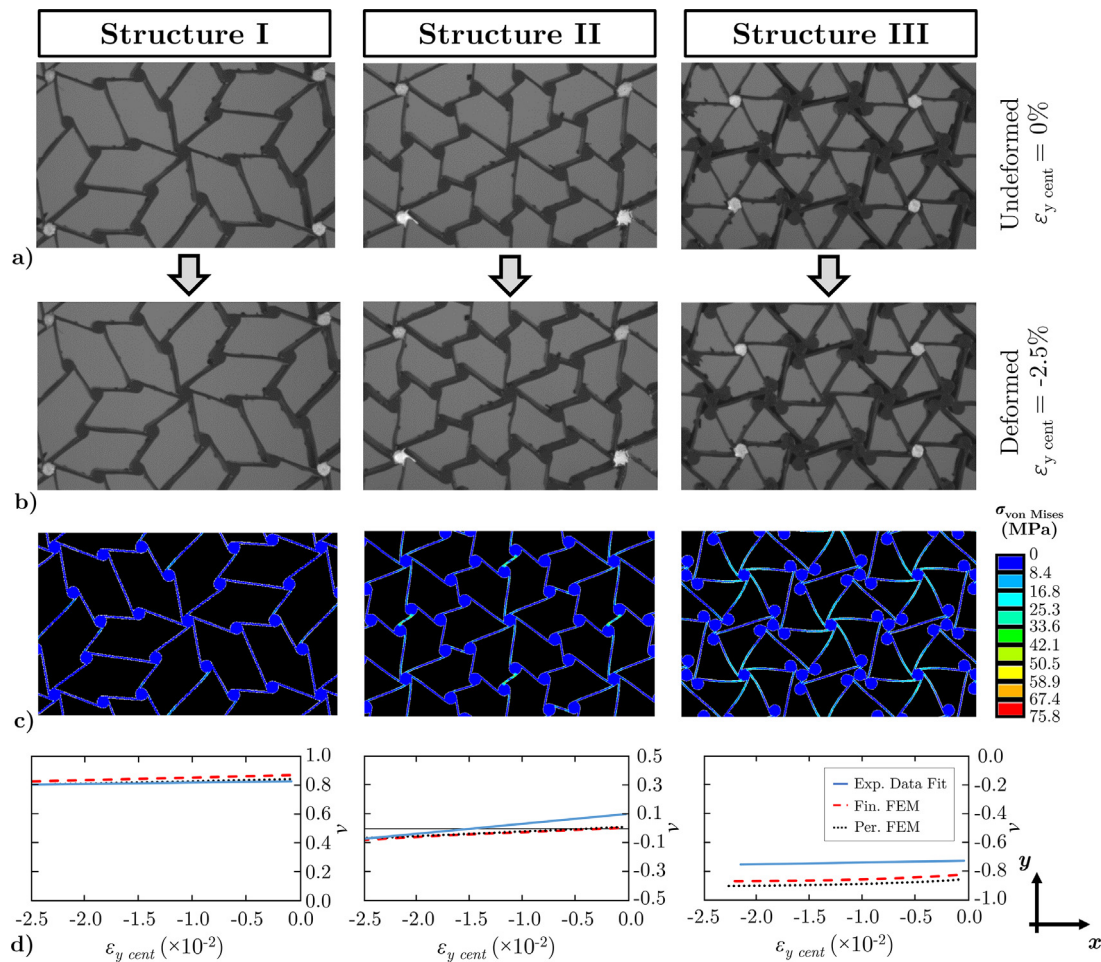 Structure I
Structure II
Structure III
Undeformed
ε_y cent = 0%
a)
Deformed
ε_y cent = -2.5%
b)
σ_von Mises
(MPa)
0
8.4
16.8
25.3
33.6
42.1
50.5
58.9
67.4
75.8
c)
1.0
0.8
0.6
0.4
0.2
0.0
ν
-2.5 -2.0 -1.5 -1.0 -0.5 0.0
ε_y cent (×10⁻²)
0.5
0.3
0.1
-0.1
-0.3
-0.5
ν
-2.5 -2.0 -1.5 -1.0 -0.5 0.0
ε_y cent (×10⁻²)
0.0
-0.2
-0.4
-0.6
-0.8
-1.0
ν
Exp. Data Fit
Fin. FEM
Per. FEM
-2.5 -2.0 -1.5 -1.0 -0.5 0.0
ε_y cent (×10⁻²)
y
x
d)